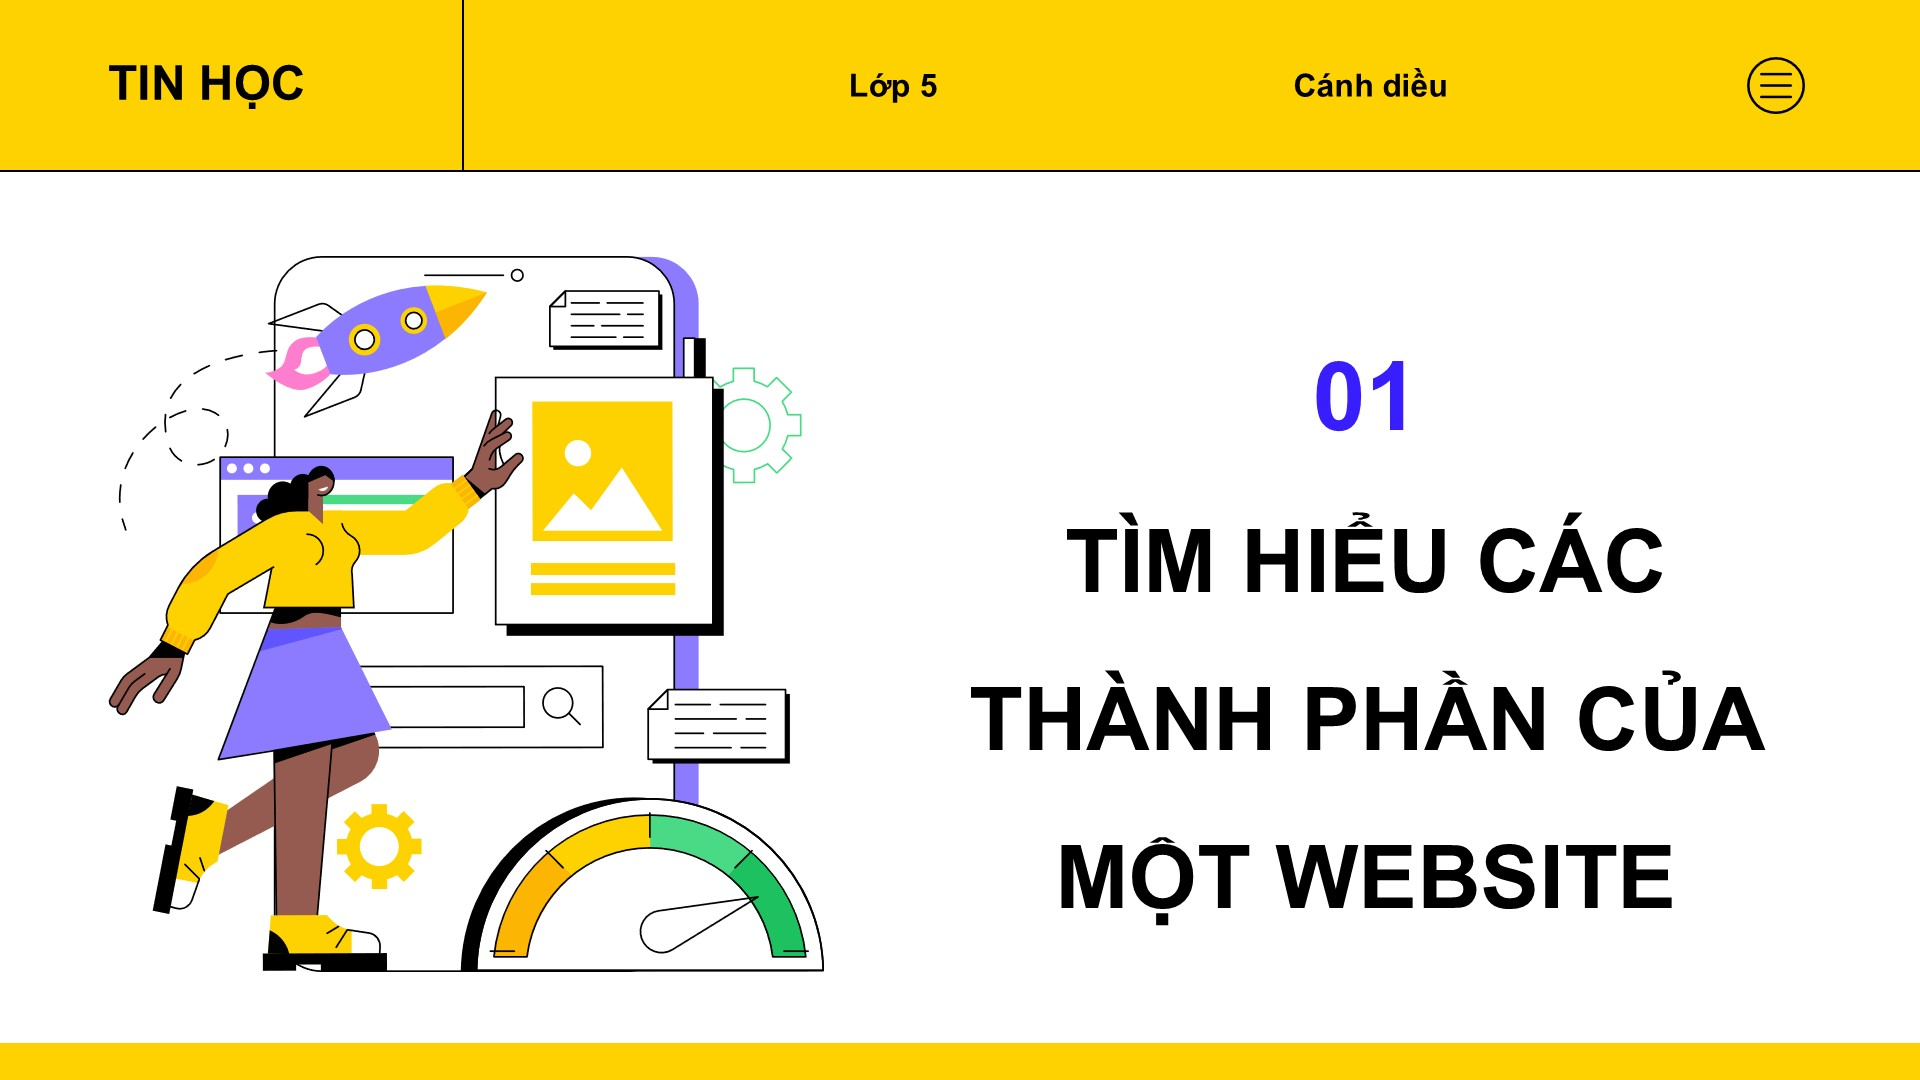 TIN HỌC
Lớp 5
Cánh diều
01
TÌM HIỂU CÁC
THÀNH PHẦN CỦA
MỘT WEBSITE